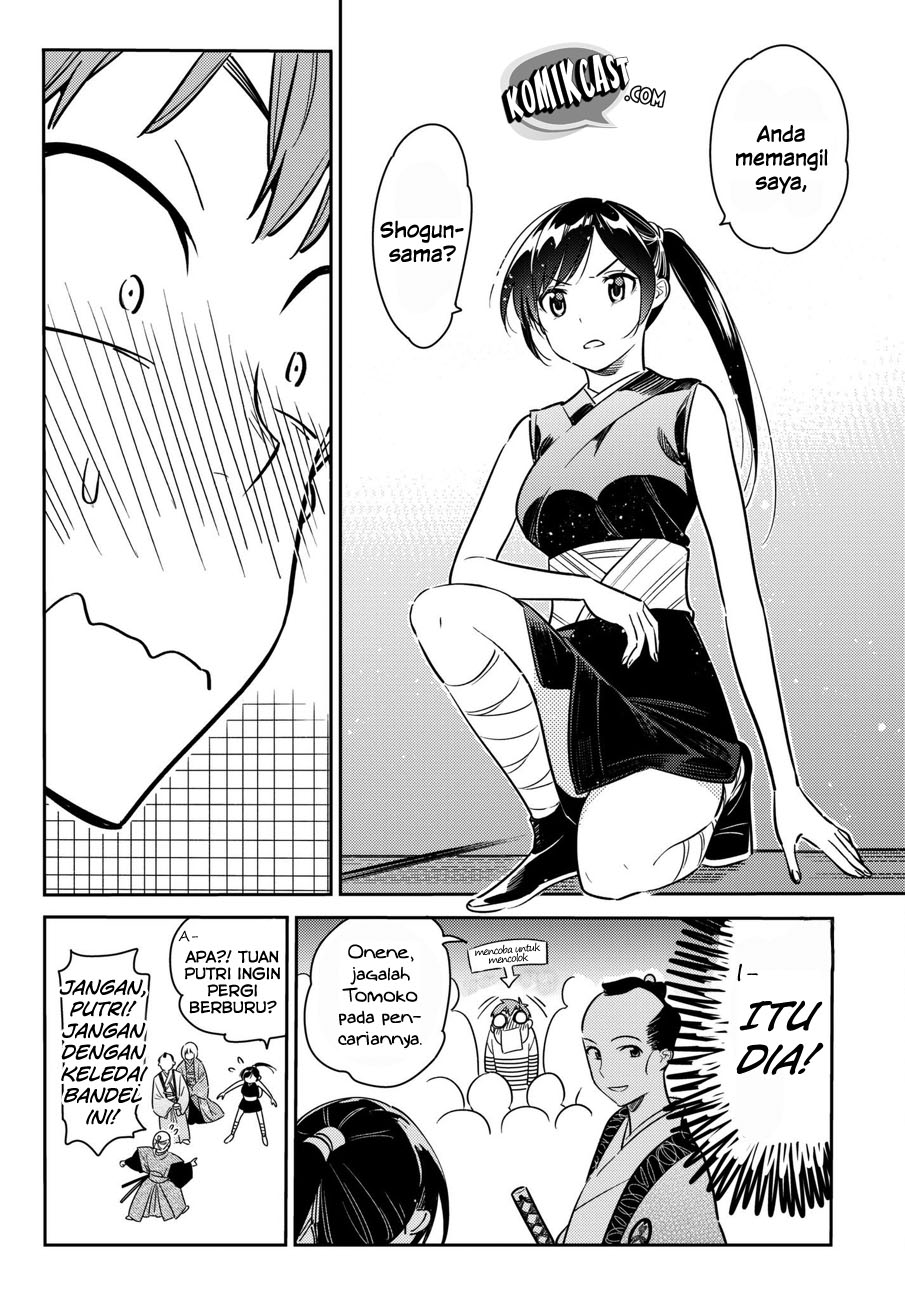 KOMIKCAST
.COM
Anda
memangil
saya,
Shogun-
sama?
I-
ITU
DIA!
mencoba untuk
mencolok
Onene,
jagalah
Tomoko
pada pen-
cariannya.
A-
APA?! TUAN
PUTRI INGIN
PERGI
BERBURU?
JANGAN,
PUTRI!
JANGAN
DENGAN
KELEDAI
BANDEL
INI!